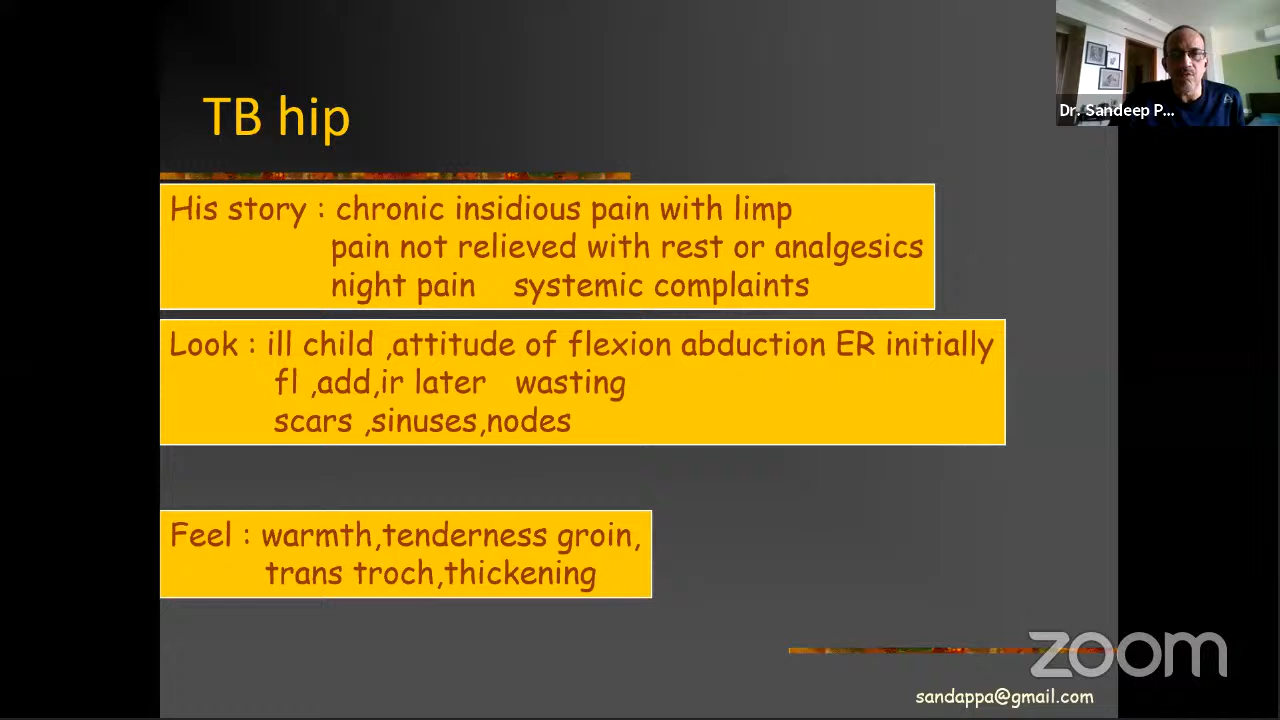 Dr. Sandeep P...
TB hip
His story : chronic insidious pain with limp
pain not relieved with rest or analgesics
night pain systemic complaints
Look : ill child ,attitude of flexion abduction ER initially
fl ,add,ir later wasting
scars ,sinuses,nodes
Feel : warmth,tenderness groin,
trans troch,thickening
zoom
sandappa@gmail.com